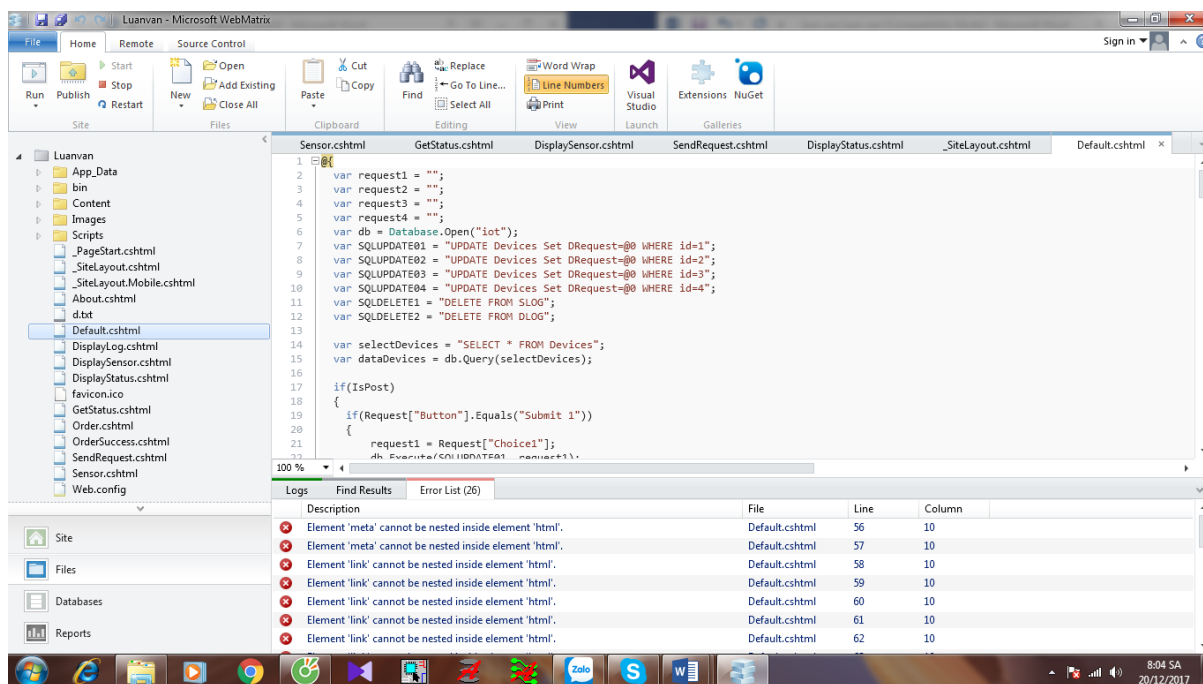 Luanvan - Microsoft WebMatrix
File Home Remote Source Control Sign in
Run Publish Start Stop Restart
New Open Add Existing Close All
Paste Cut Copy
Find Replace Go To Line... Select All
Word Wrap Line Numbers Print
Visual Studio
Extensions NuGet
Site Files Clipboard Editing View Launch Galleries
Luanvan
App_Data
bin
Content
Images
Scripts
_PageStart.cshtml
_SiteLayout.cshtml
_SiteLayout.Mobile.cshtml
About.cshtml
d.txt
Default.cshtml
DisplayLog.cshtml
DisplaySensor.cshtml
DisplayStatus.cshtml
favicon.ico
GetStatus.cshtml
Order.cshtml
OrderSuccess.cshtml
SendRequest.cshtml
Sensor.cshtml
Web.config
Site
Files
Databases
Reports
Sensor.cshtml GetStatus.cshtml DisplaySensor.cshtml SendRequest.cshtml DisplayStatus.cshtml _SiteLayout.cshtml Default.cshtml ×
1 @{
2 var request1 = "";
3 var request2 = "";
4 var request3 = "";
5 var request4 = "";
6 var db = Database.Open("iot");
7 var SQLUPDATE01 = "UPDATE Devices Set DRequest=@0 WHERE id=1";
8 var SQLUPDATE02 = "UPDATE Devices Set DRequest=@0 WHERE id=2";
9 var SQLUPDATE03 = "UPDATE Devices Set DRequest=@0 WHERE id=3";
10 var SQLUPDATE04 = "UPDATE Devices Set DRequest=@0 WHERE id=4";
11 var SQLDELETE1 = "DELETE FROM SLOG";
12 var SQLDELETE2 = "DELETE FROM DLOG";
13
14 var selectDevices = "SELECT * FROM Devices";
15 var dataDevices = db.Query(selectDevices);
16
17 if(IsPost)
18 {
19 if(Request["Button"].Equals("Submit 1"))
20 {
21 request1 = Request["Choice1"];
22 db.Execute(SQLUPDATE01, request1);
100 %
Logs Find Results Error List (26)
Description File Line Column
Element 'meta' cannot be nested inside element 'html'. Default.cshtml 56 10
Element 'meta' cannot be nested inside element 'html'. Default.cshtml 57 10
Element 'link' cannot be nested inside element 'html'. Default.cshtml 58 10
Element 'link' cannot be nested inside element 'html'. Default.cshtml 59 10
Element 'link' cannot be nested inside element 'html'. Default.cshtml 60 10
Element 'link' cannot be nested inside element 'html'. Default.cshtml 61 10
Element 'link' cannot be nested inside element 'html'. Default.cshtml 62 10
Zalo
8:04 SA
20/12/2017